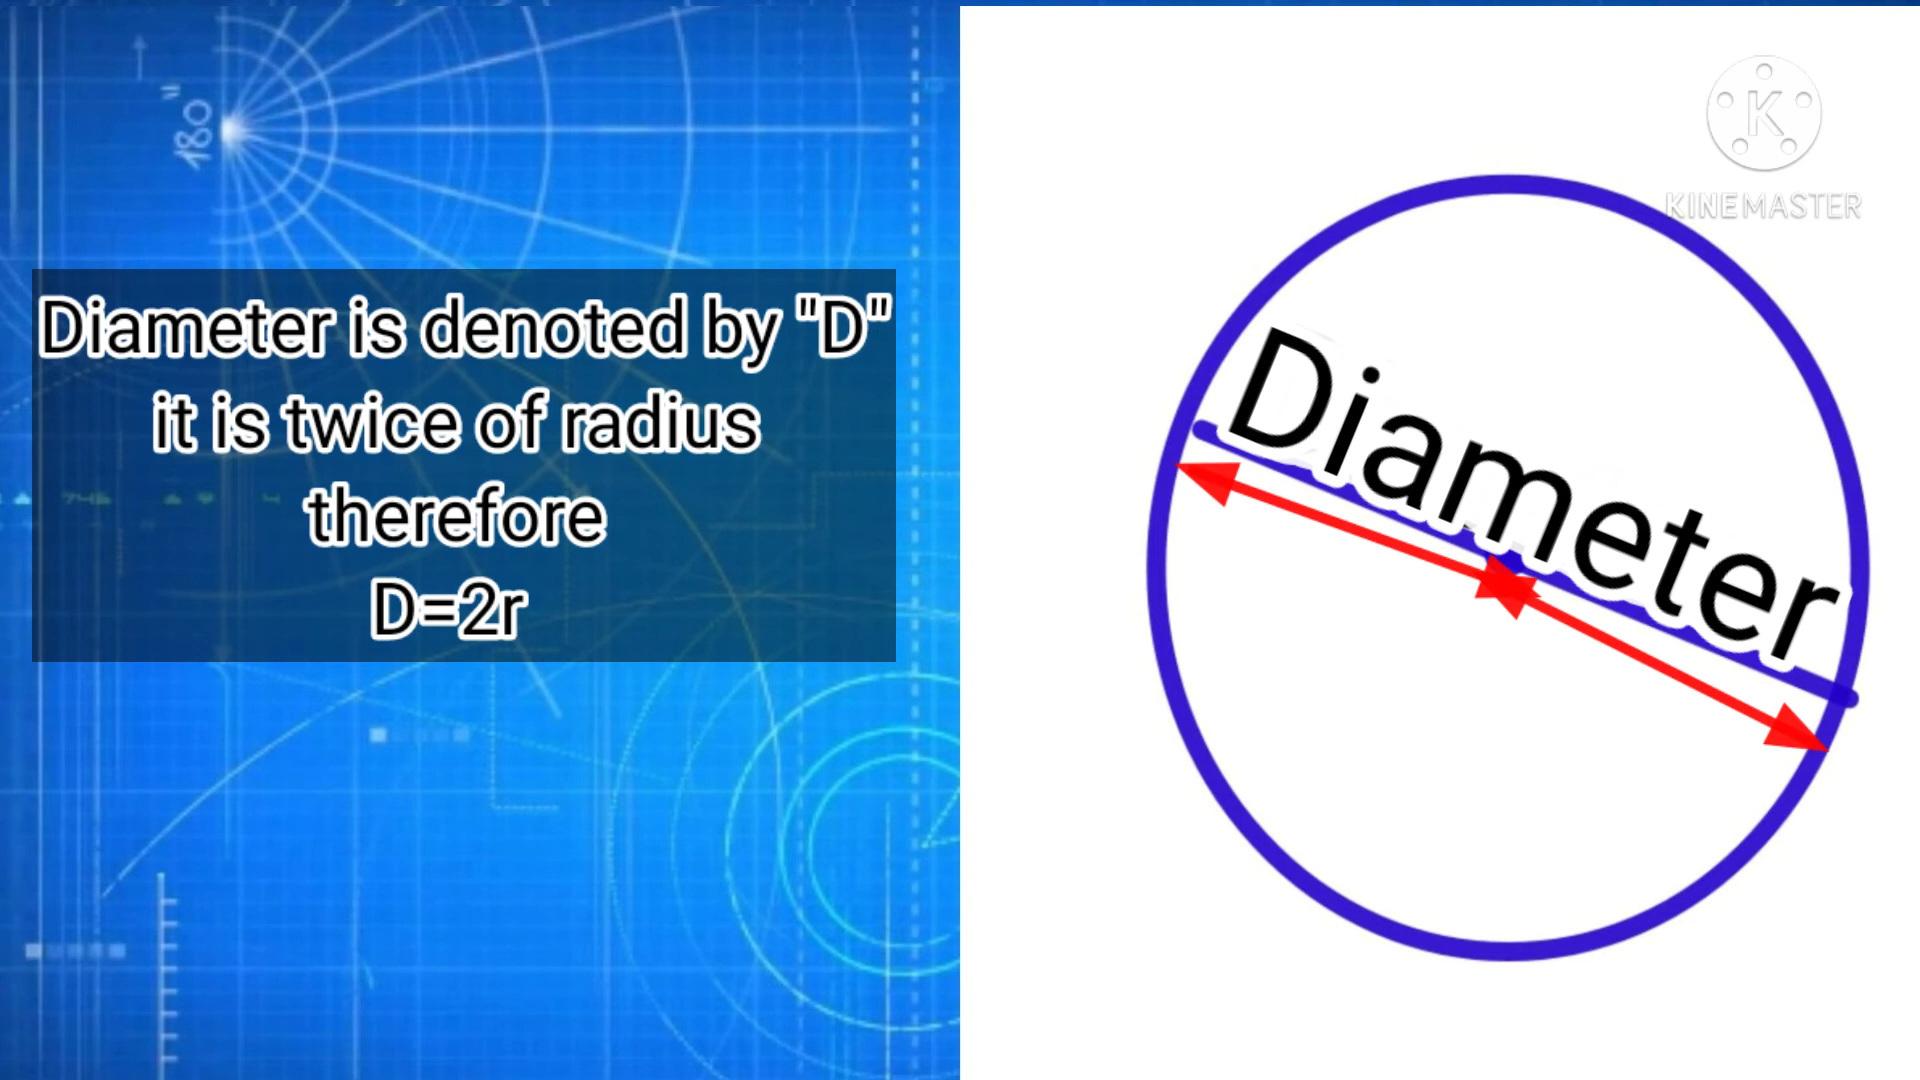 180"
Diameter is denoted by "D"
it is twice of radius
therefore
D=2r
K
KINEMASTER
Diameter